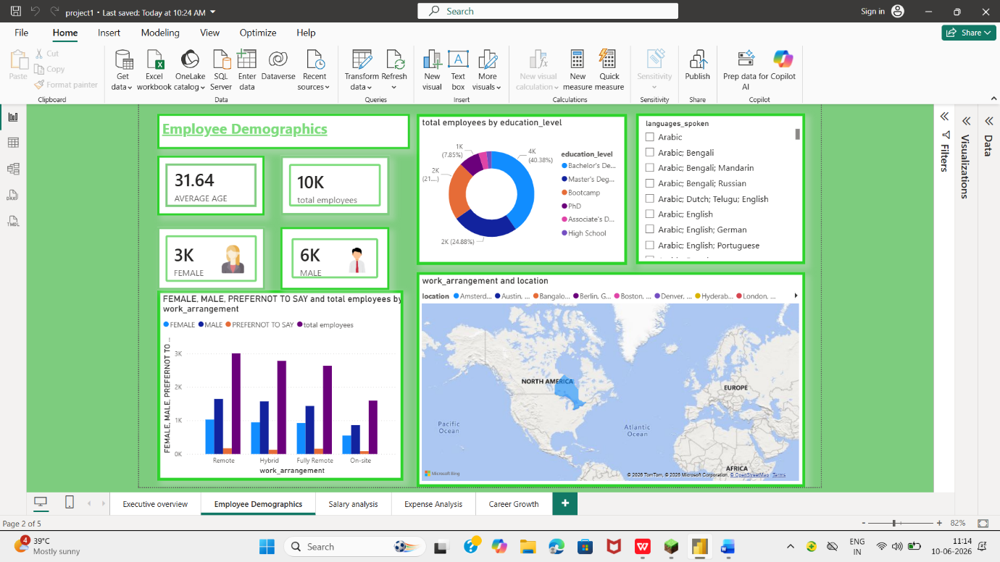 project1 • Last saved: Today at 10:24 AM
Search
Sign in
File
Home
Insert
Modeling
View
Optimize
Help
Share
Paste
Cut
Copy
Format painter
Clipboard
Get data
Excel workbook
OneLake catalog
SQL Server
Enter data
Dataverse
Recent sources
Data
Transform data
Refresh
Queries
New visual
Text box
More visuals
Insert
New visual calculation
New measure
Quick measure
Calculations
Sensitivity
Sensitivity
Publish
Share
Prep data for AI
Copilot
Copilot
Employee Demographics
31.64
AVERAGE AGE
10K
total employees
3K
FEMALE
6K
MALE
FEMALE, MALE, PREFERNOT TO SAY and total employees by
work_arrangement
FEMALE MALE PREFERNOT TO SAY total employees
FEMALE, MALE, PREFERNOT TO ...
3K
2K
1K
0K
Remote Hybrid Fully Remote On-site
work_arrangement
total employees by education_level
1K
(7.85%)
4K
(40.38%)
2K
(21....)
2K (24.88%)
education_level
Bachelor's De...
Master's Deg...
Bootcamp
PhD
Associate's D...
High School
languages_spoken
Arabic
Arabic; Bengali
Arabic; Bengali; Mandarin
Arabic; Bengali; Russian
Arabic; Dutch; Telugu; English
Arabic; English
Arabic; English; German
Arabic; English; Portuguese
work_arrangement and location
location Amsterd... Austin, ... Bangalo... Berlin, G... Boston, ... Denver, ... Hyderab... London, ...
NORTH AMERICA
EUROPE
Pacific
Ocean
Atlantic
Ocean
AFRICA
Microsoft Bing
© 2026 TomTom, © 2026 Microsoft Corporation, © OpenStreetMap Terms
Filters
Visualizations
Data
DAX
TMDL
Executive overview
Employee Demographics
Salary analysis
Expense Analysis
Career Growth
Page 2 of 5
- + 82%
4
39°C
Mostly sunny
Search
ENG
IN
11:14
10-06-2026